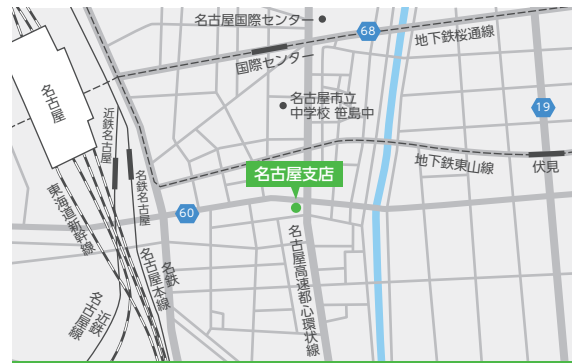 名古屋国際センター
68
地下鉄桜通線
国際センター
名古屋
名古屋市立
中学校 笹島中
19
近鉄名古屋
地下鉄東山線
伏見
名古屋支店
名鉄名古屋
東海道新幹線
60
名鉄
名古屋本線
名古屋高速都心環状線
近鉄
名古屋線